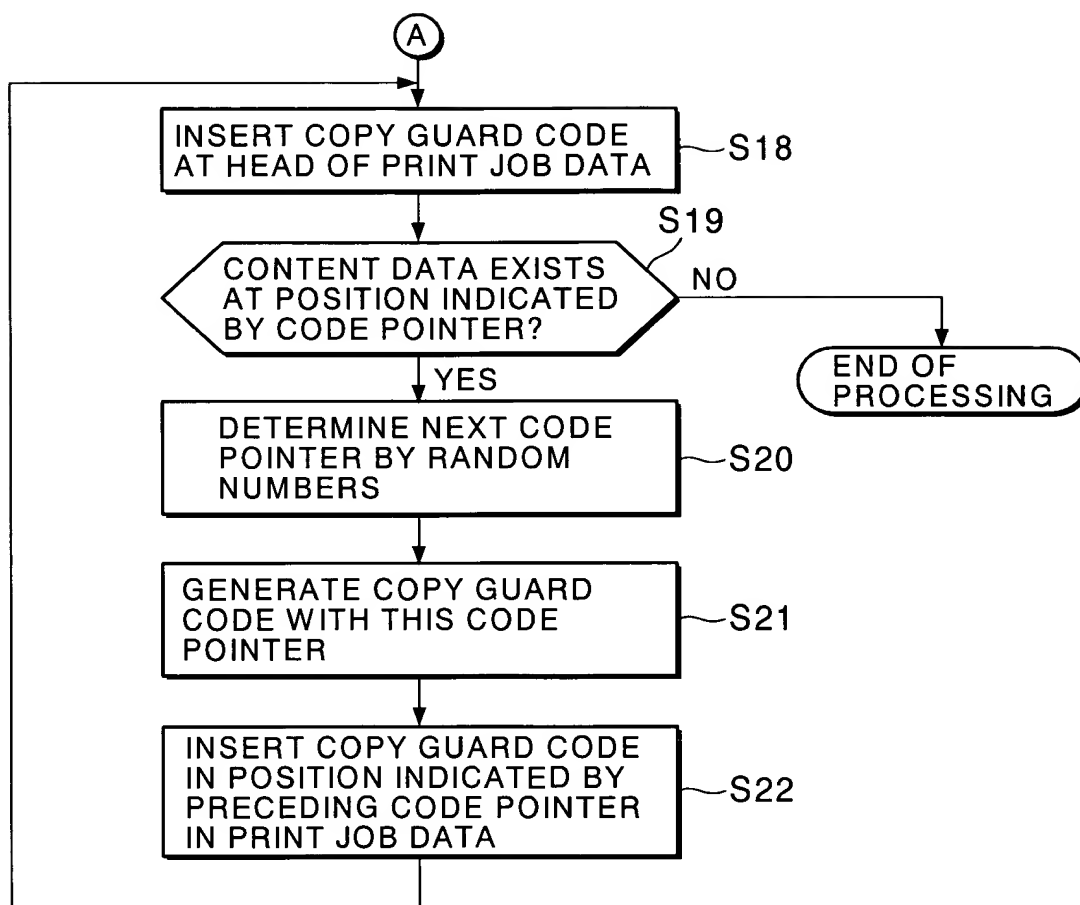 A
INSERT COPY GUARD CODE
AT HEAD OF PRINT JOB DATA
S18
S19
CONTENT DATA EXISTS
AT POSITION INDICATED
BY CODE POINTER?
NO
END OF
PROCESSING
YES
DETERMINE NEXT CODE
POINTER BY RANDOM
NUMBERS
S20
GENERATE COPY GUARD
CODE WITH THIS CODE
POINTER
S21
INSERT COPY GUARD CODE
IN POSITION INDICATED BY
PRECEDING CODE POINTER
IN PRINT JOB DATA
S22